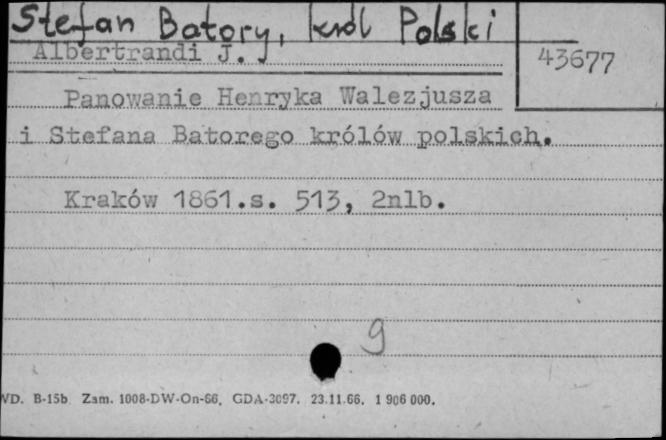 Stefan Batory, król Polski
Albertrandi J.
43677
Panowanie Henryka Walezjusza
i Stefana Batorego królów polskich.
Kraków 1861.s. 513, 2nlb.
9
WD. B-15b Zam. 1008-DW-On-66, GDA-3097. 23.11.66. 1 906 000.